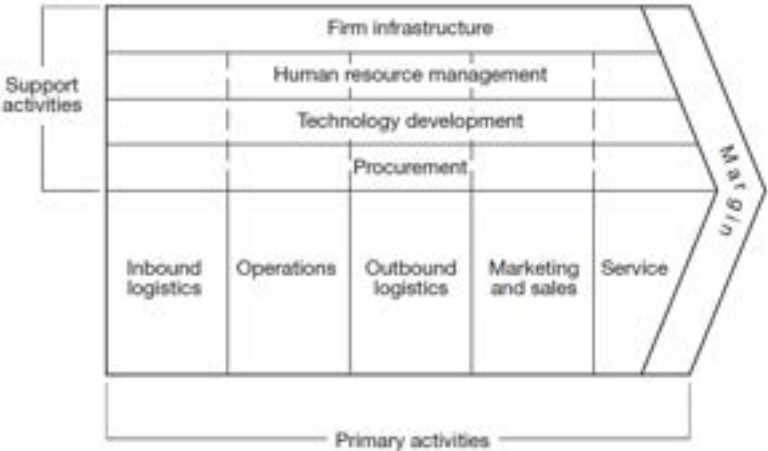 Firm infrastructure
Human resource management
Support
activities
Technology development
Procurement
Margin
Inbound
logistics
Operations
Outbound
logistics
Marketing
and sales
Service
Primary activities